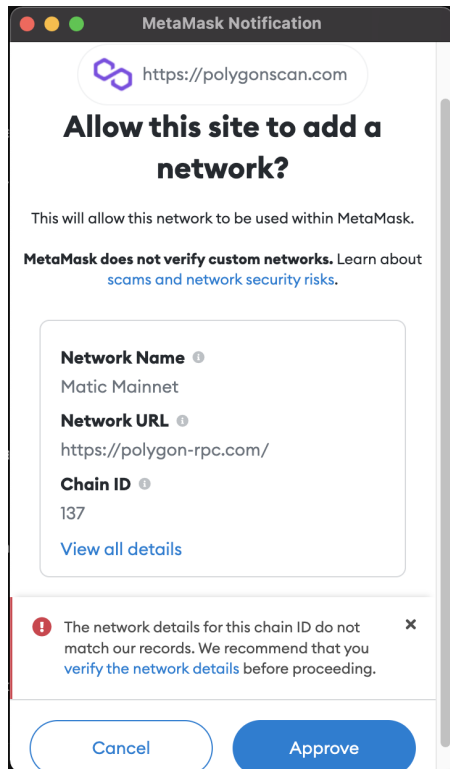 MetaMask Notification
https://polygonscan.com
Allow this site to add a
network?
This will allow this network to be used within MetaMask.
MetaMask does not verify custom networks. Learn about
scams and network security risks.
Network Name
Matic Mainnet
Network URL
https://polygon-rpc.com/
Chain ID
137
View all details
The network details for this chain ID do not
match our records. We recommend that you
verify the network details before proceeding.
Cancel
Approve